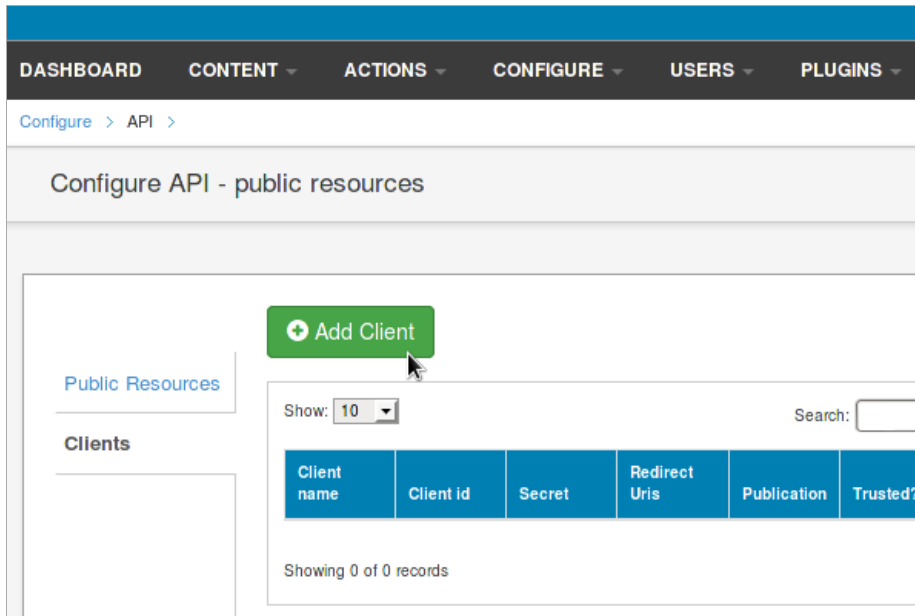 DASHBOARD CONTENT ACTIONS CONFIGURE USERS PLUGINS
Configure > API >
Configure API - public resources
Add Client
Public Resources
Clients
Show: 10 Search:
Client name Client id Secret Redirect Uris Publication Trusted?
Showing 0 of 0 records